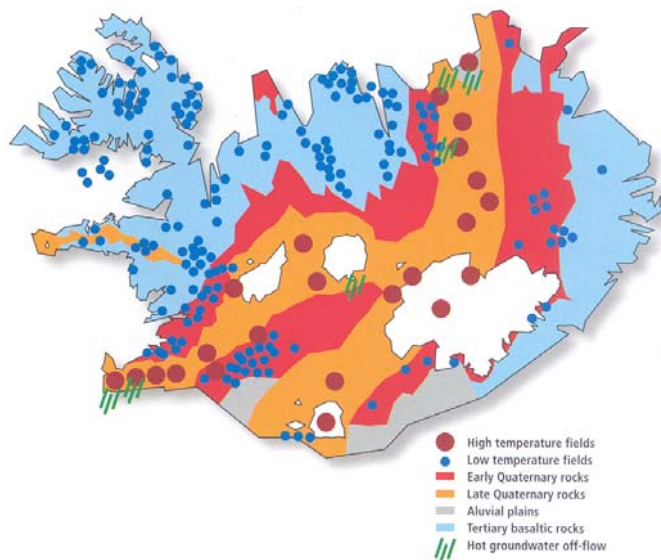 High temperature fields
Low temperature fields
Early Quaternary rocks
Late Quaternary rocks
Aluvial plains
Tertiary basaltic rocks
Hot groundwater off-flow